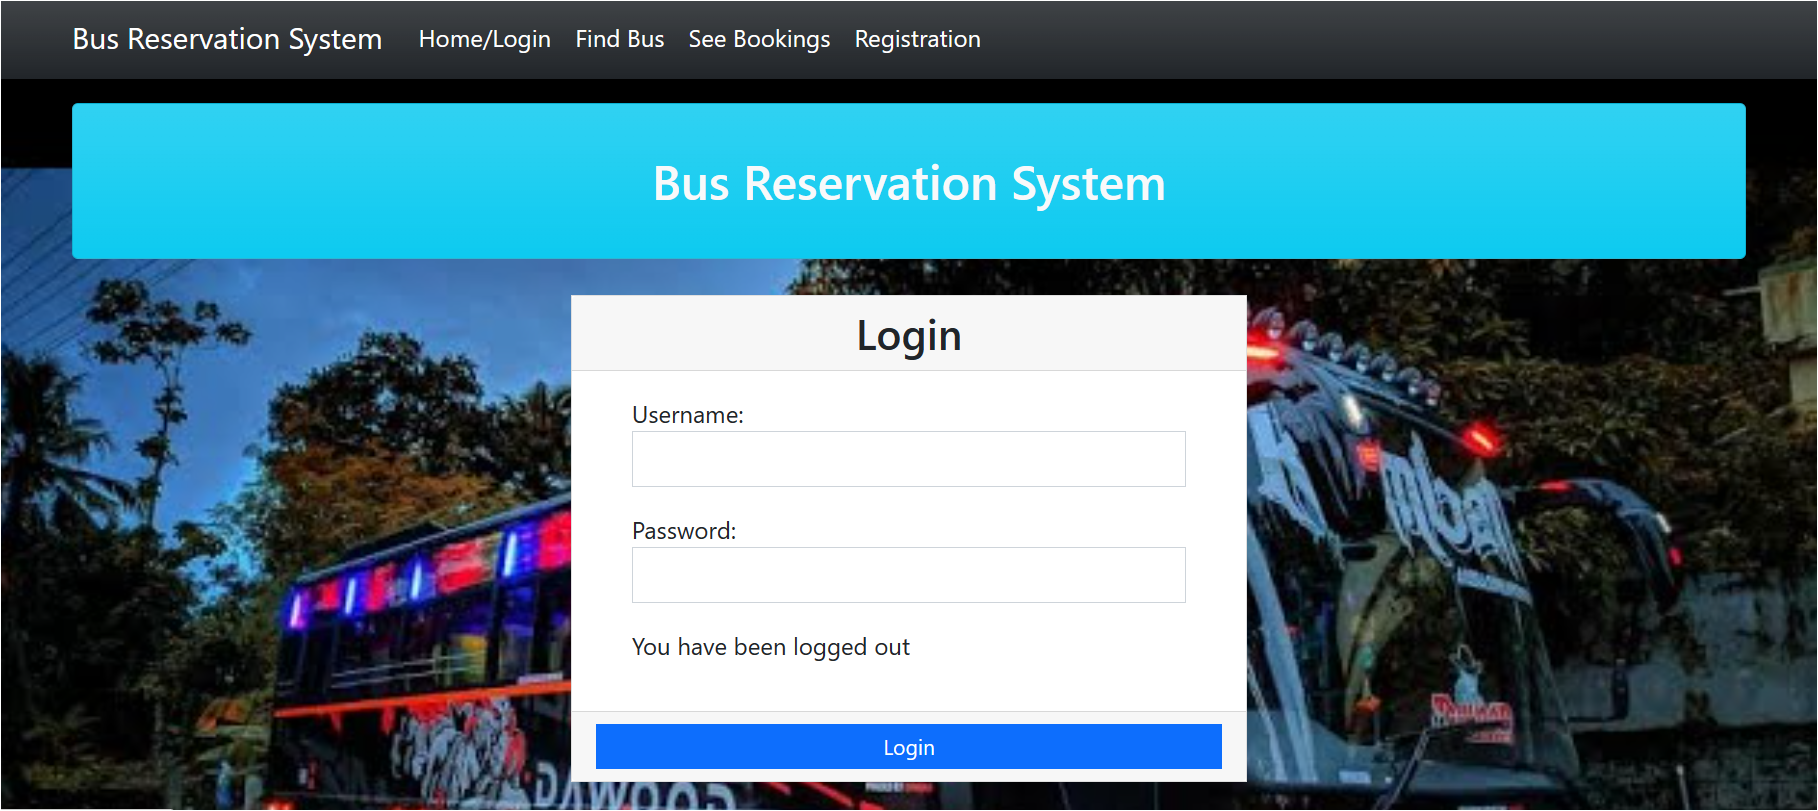 Bus Reservation System Home/Login Find Bus See Bookings Registration
Bus Reservation System
Login
Username:
Password:
You have been logged out
Login
DAWOOD